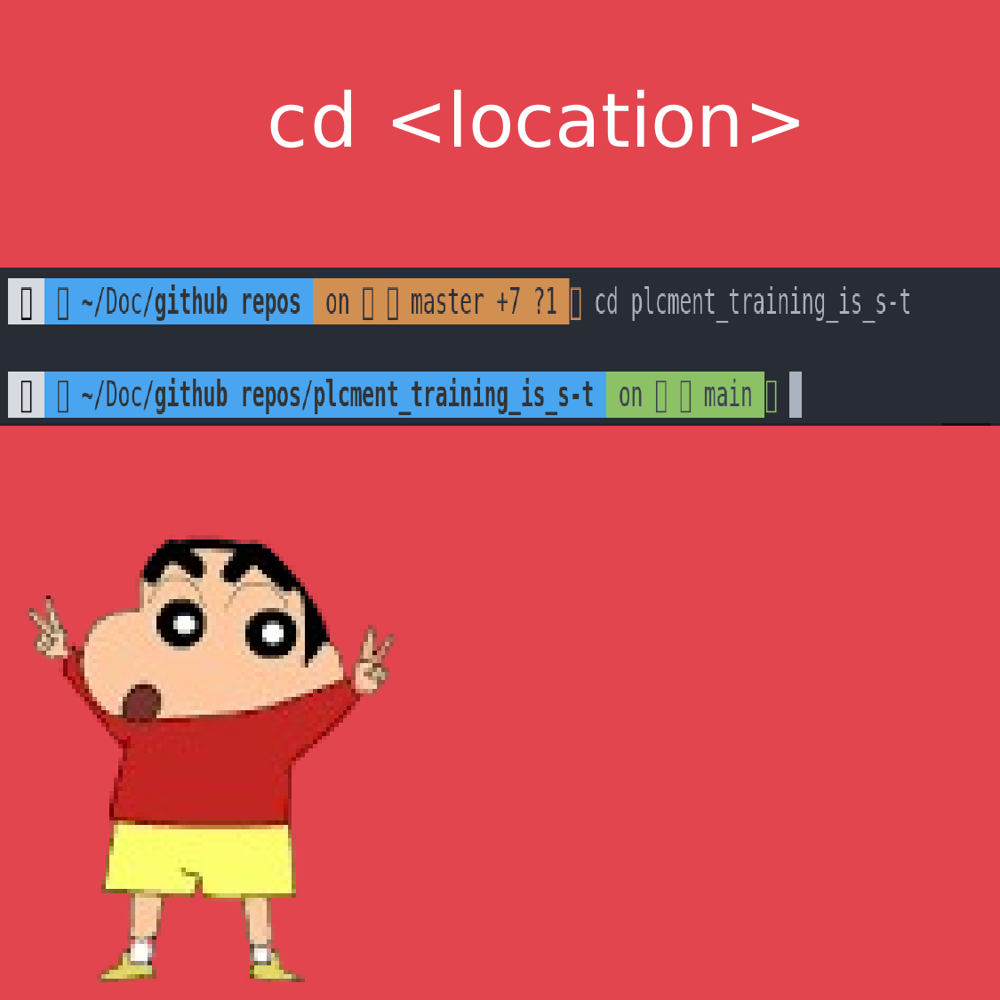 cd <location>
~/Doc/github repos on master +7 ?1 cd plcment_training_is_s-t
~/Doc/github repos/plcment_training_is_s-t on main